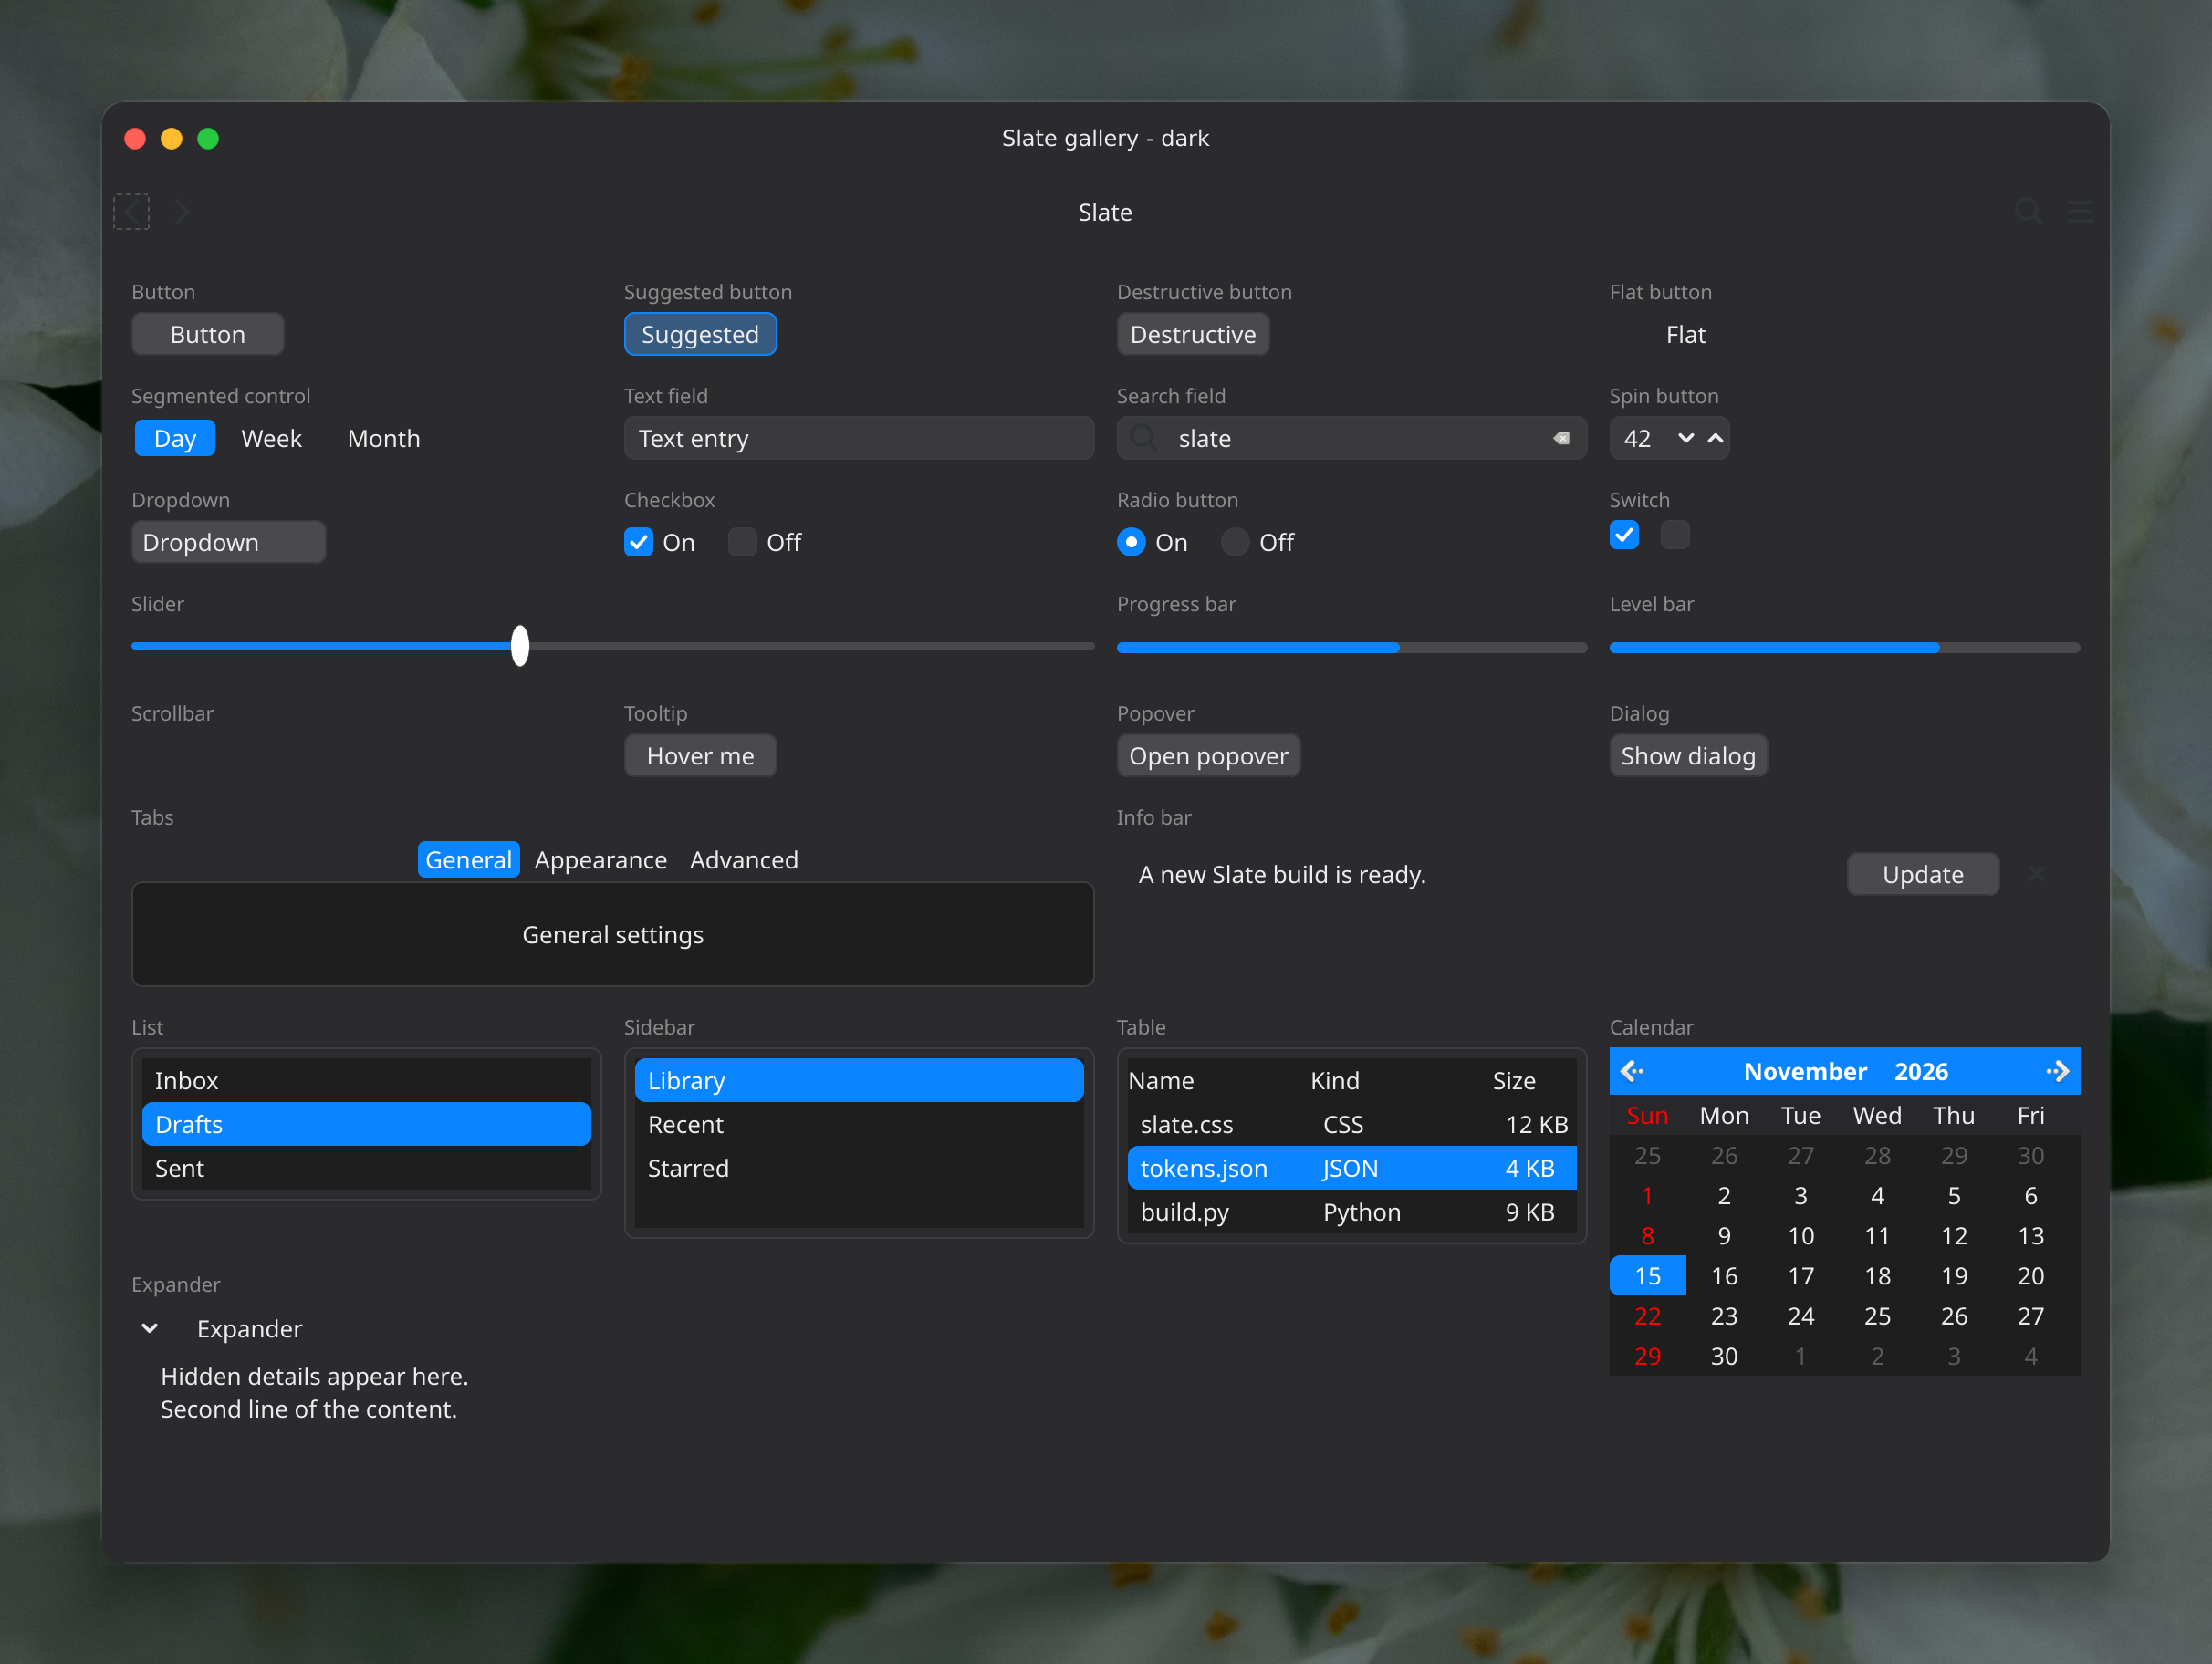 Slate gallery - dark
Slate
Button
Suggested button
Destructive button
Flat button
Button
Suggested
Destructive
Flat
Segmented control
Text field
Search field
Spin button
Day Week Month
Text entry
slate
42
Dropdown
Checkbox
Radio button
Switch
Dropdown
On Off
On Off
Slider
Progress bar
Level bar
Scrollbar
Tooltip
Popover
Dialog
Hover me
Open popover
Show dialog
Tabs
Info bar
General Appearance Advanced
A new Slate build is ready.
Update
General settings
List
Sidebar
Table
Calendar
Inbox
Drafts
Sent
Library
Recent
Starred
Name Kind Size
slate.css CSS 12 KB
tokens.json JSON 4 KB
build.py Python 9 KB
November 2026
Sun Mon Tue Wed Thu Fri
25 26 27 28 29 30
1 2 3 4 5 6
8 9 10 11 12 13
15 16 17 18 19 20
22 23 24 25 26 27
29 30 1 2 3 4
Expander
Expander
Hidden details appear here.
Second line of the content.